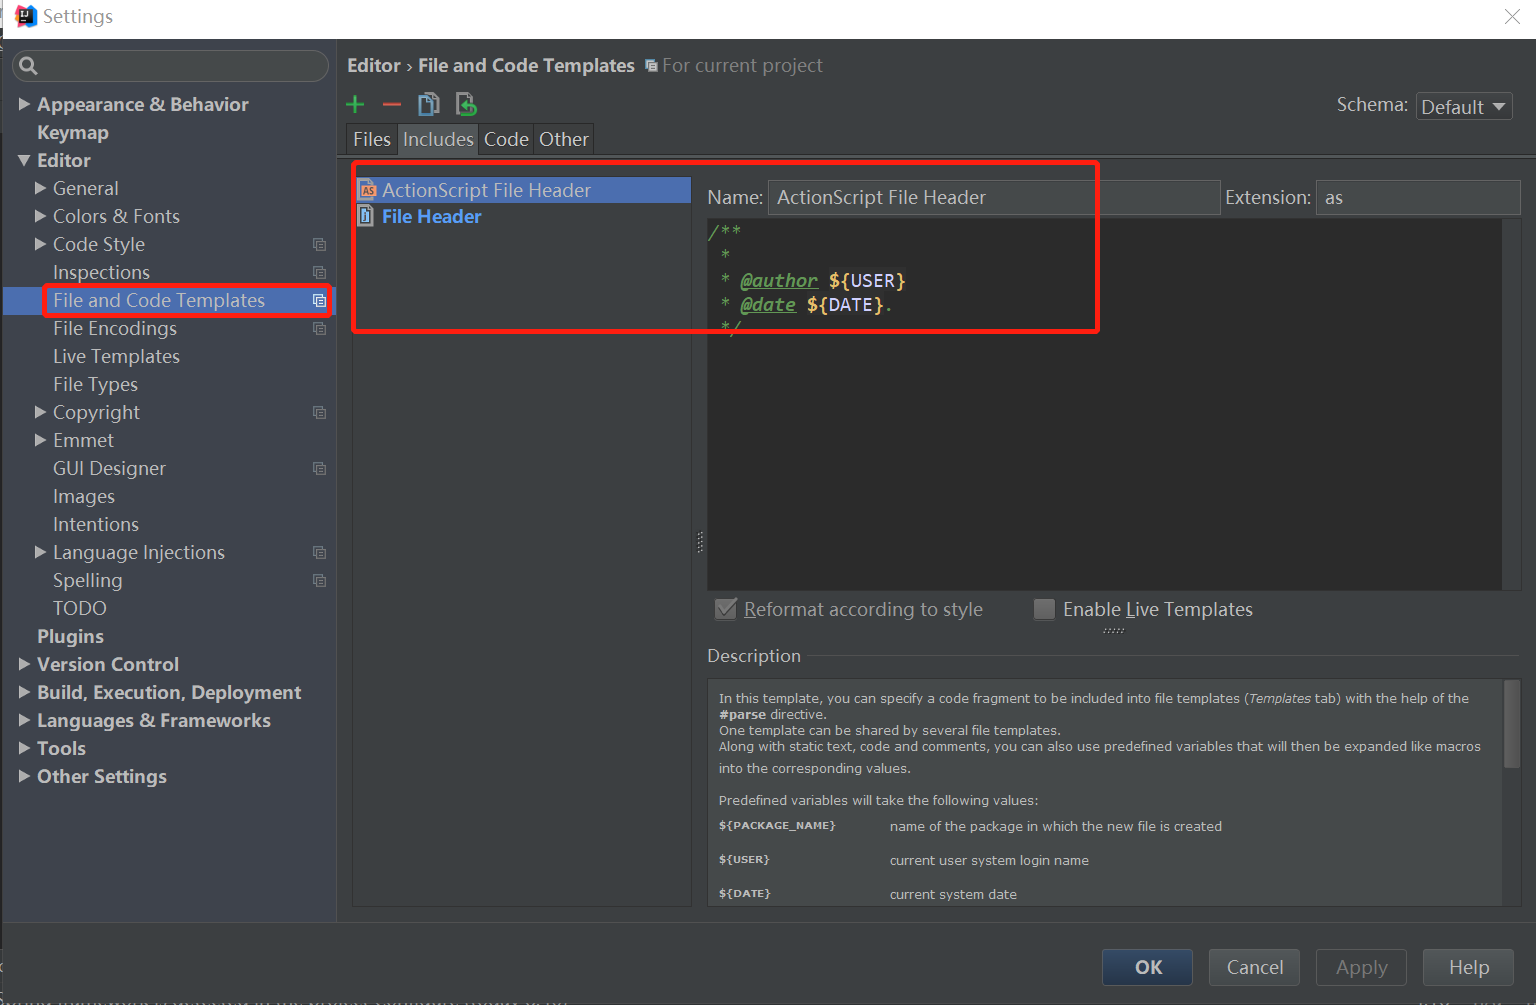 Settings
Editor › File and Code Templates For current project
Schema: Default
Files Includes Code Other
Appearance & Behavior
Keymap
Editor
General
Colors & Fonts
Code Style
Inspections
File and Code Templates
File Encodings
Live Templates
File Types
Copyright
Emmet
GUI Designer
Images
Intentions
Language Injections
Spelling
TODO
Plugins
Version Control
Build, Execution, Deployment
Languages & Frameworks
Tools
Other Settings
AS ActionScript File Header
File Header
Name: ActionScript File Header Extension: as
/**
*
* @author ${USER}
* @date ${DATE}.
*/
Reformat according to style Enable Live Templates
Description
In this template, you can specify a code fragment to be included into file templates (Templates tab) with the help of the
#parse directive.
One template can be shared by several file templates.
Along with static text, code and comments, you can also use predefined variables that will then be expanded like macros
into the corresponding values.
Predefined variables will take the following values:
${PACKAGE_NAME} name of the package in which the new file is created
${USER} current user system login name
${DATE} current system date
OK Cancel Apply Help